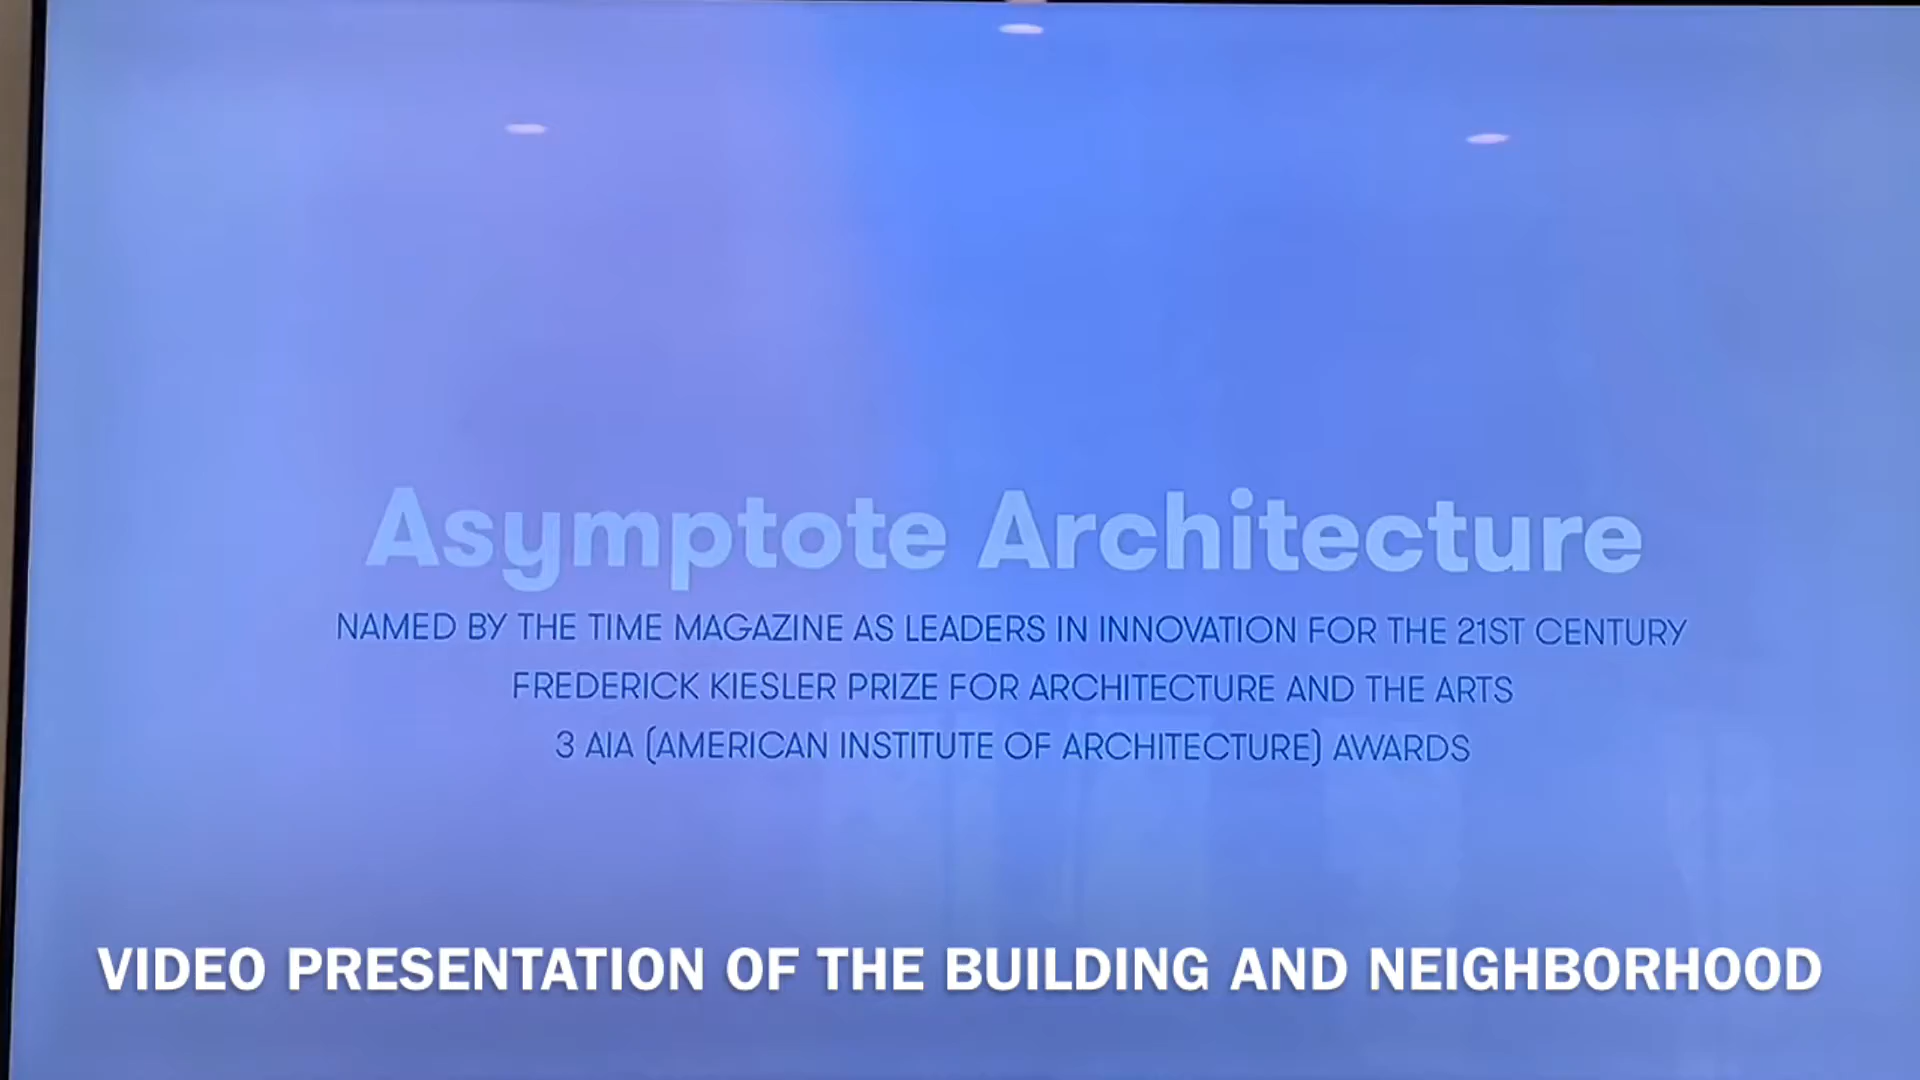 Asymptote Architecture
NAMED BY THE TIME MAGAZINE AS LEADERS IN INNOVATION FOR THE 21ST CENTURY
FREDERICK KIESLER PRIZE FOR ARCHITECTURE AND THE ARTS
3 AIA (AMERICAN INSTITUTE OF ARCHITECTURE) AWARDS
VIDEO PRESENTATION OF THE BUILDING AND NEIGHBORHOOD